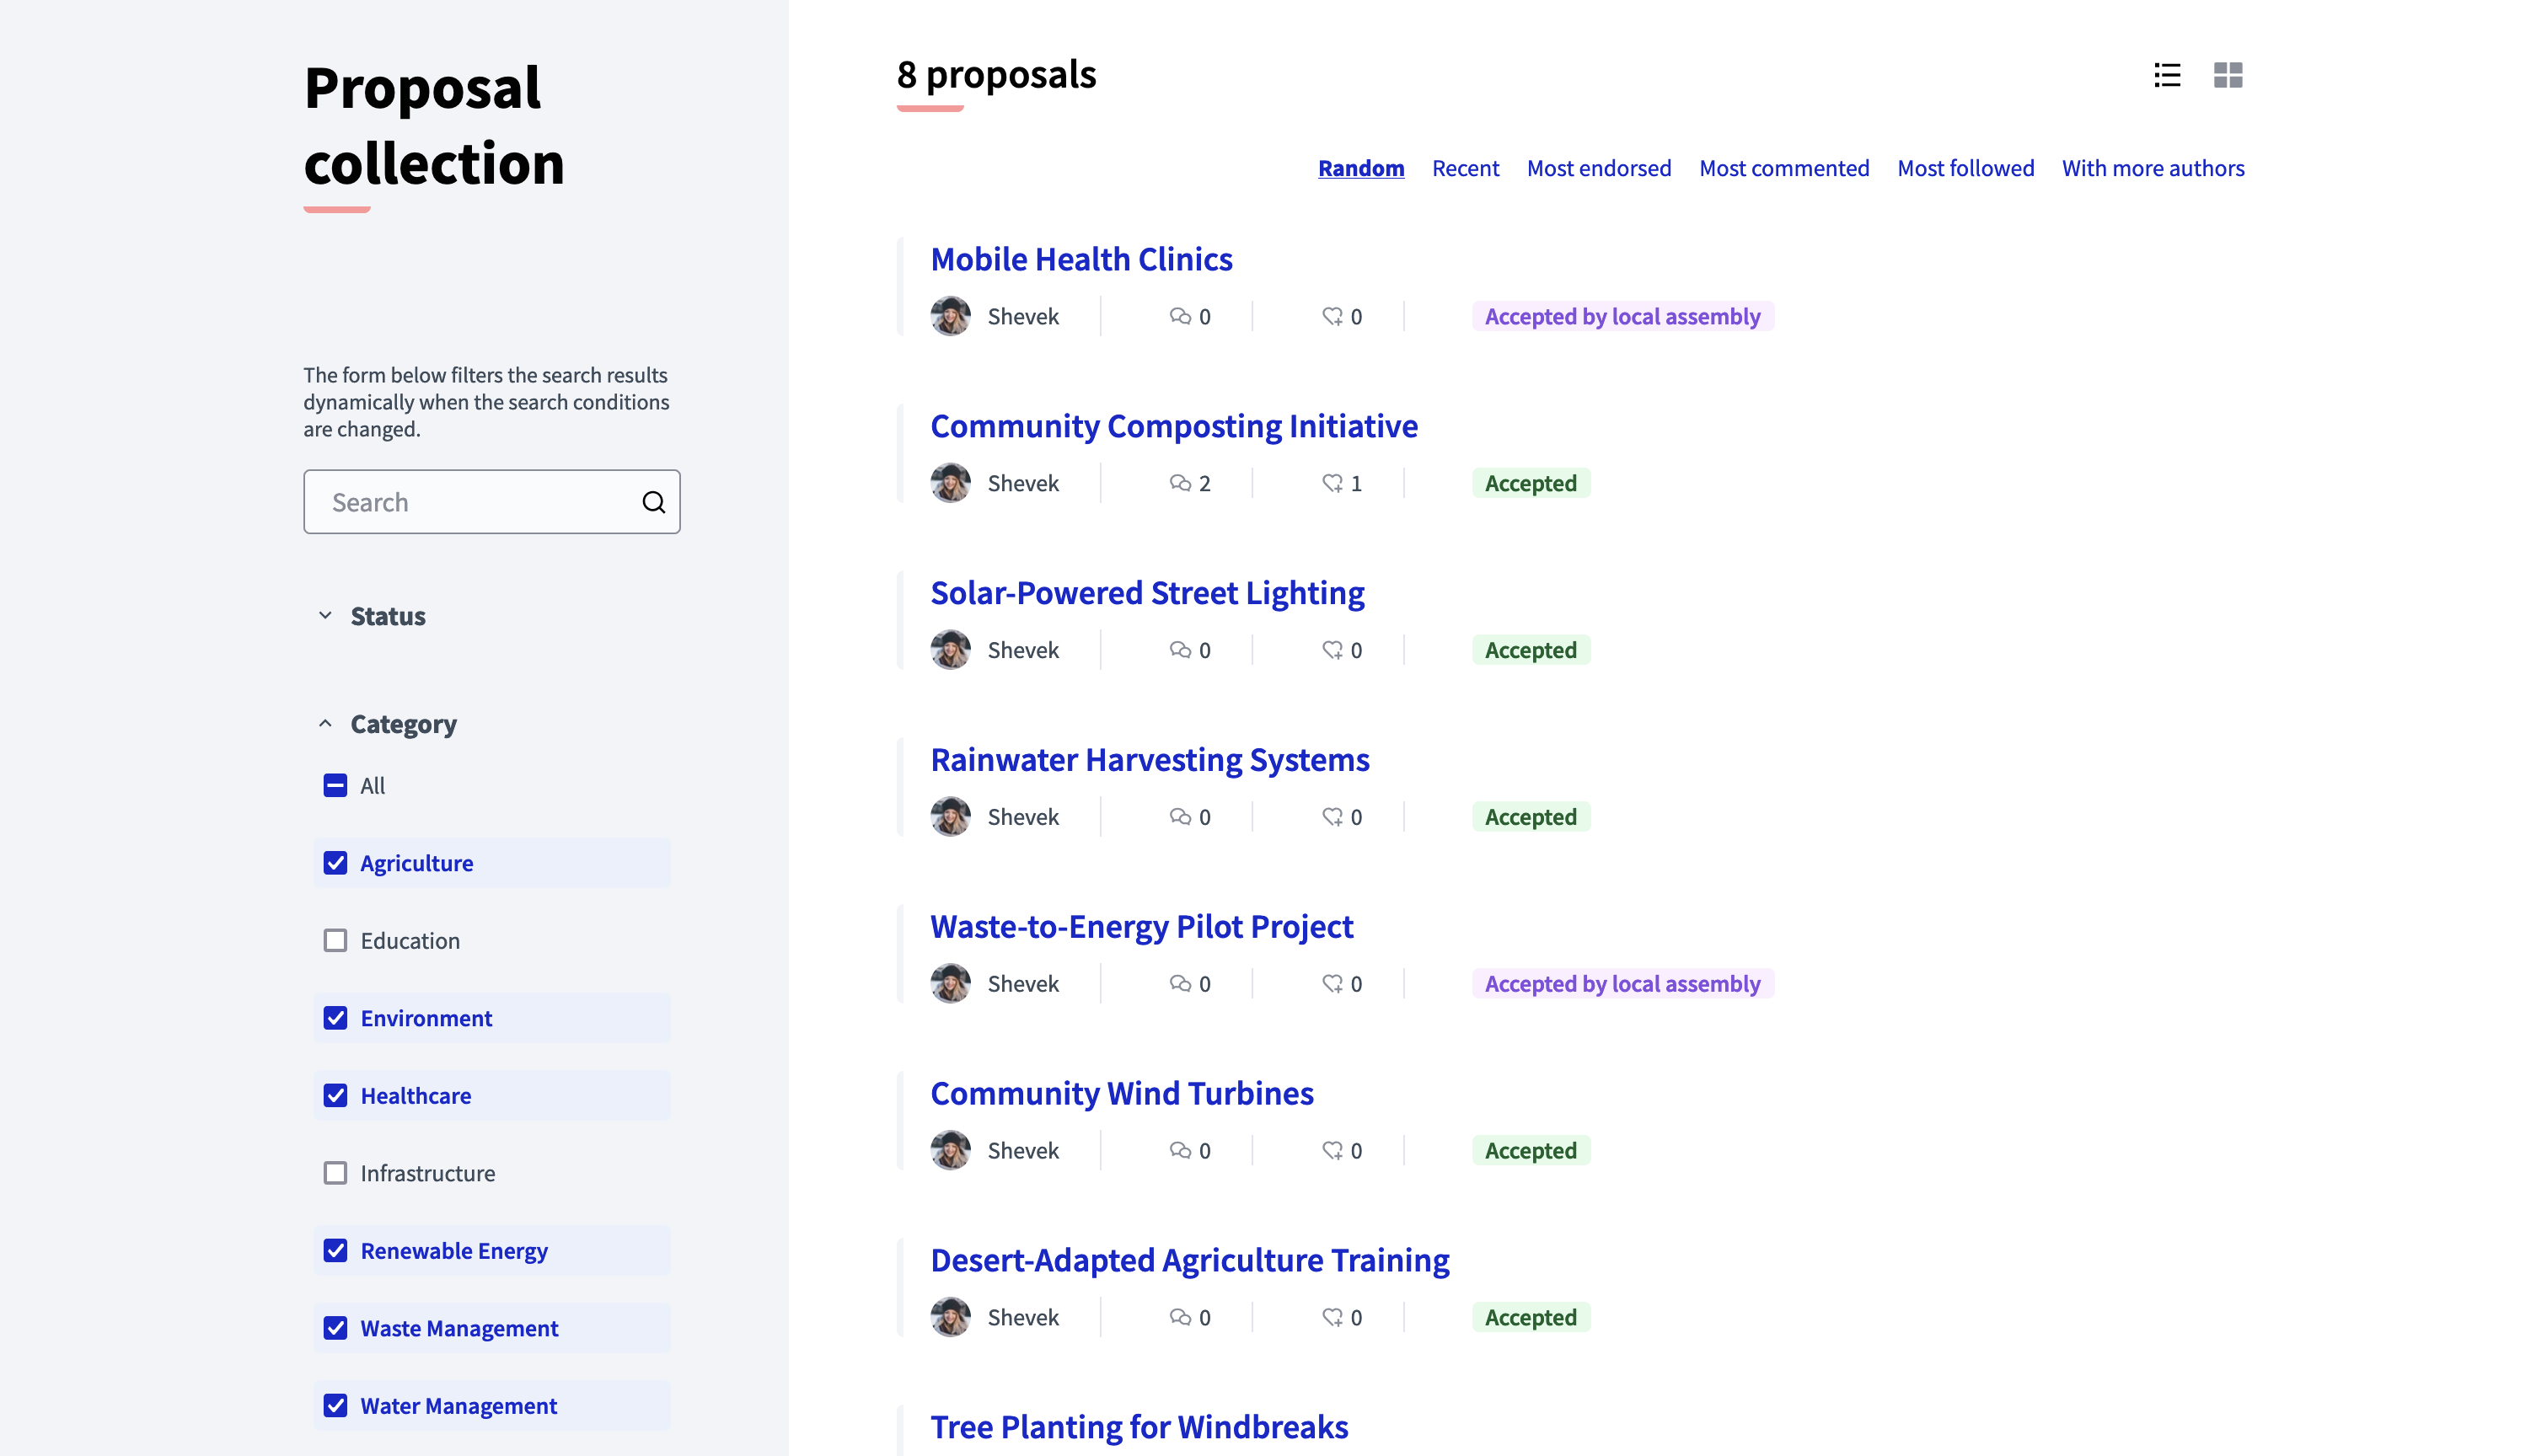 Proposal
collection
The form below filters the search results
dynamically when the search conditions
are changed.
Search
Status
Category
All
Agriculture
Education
Environment
Healthcare
Infrastructure
Renewable Energy
Waste Management
Water Management
8 proposals
Random Recent Most endorsed Most commented Most followed With more authors
Mobile Health Clinics
Shevek 0 0 Accepted by local assembly
Community Composting Initiative
Shevek 2 1 Accepted
Solar-Powered Street Lighting
Shevek 0 0 Accepted
Rainwater Harvesting Systems
Shevek 0 0 Accepted
Waste-to-Energy Pilot Project
Shevek 0 0 Accepted by local assembly
Community Wind Turbines
Shevek 0 0 Accepted
Desert-Adapted Agriculture Training
Shevek 0 0 Accepted
Tree Planting for Windbreaks